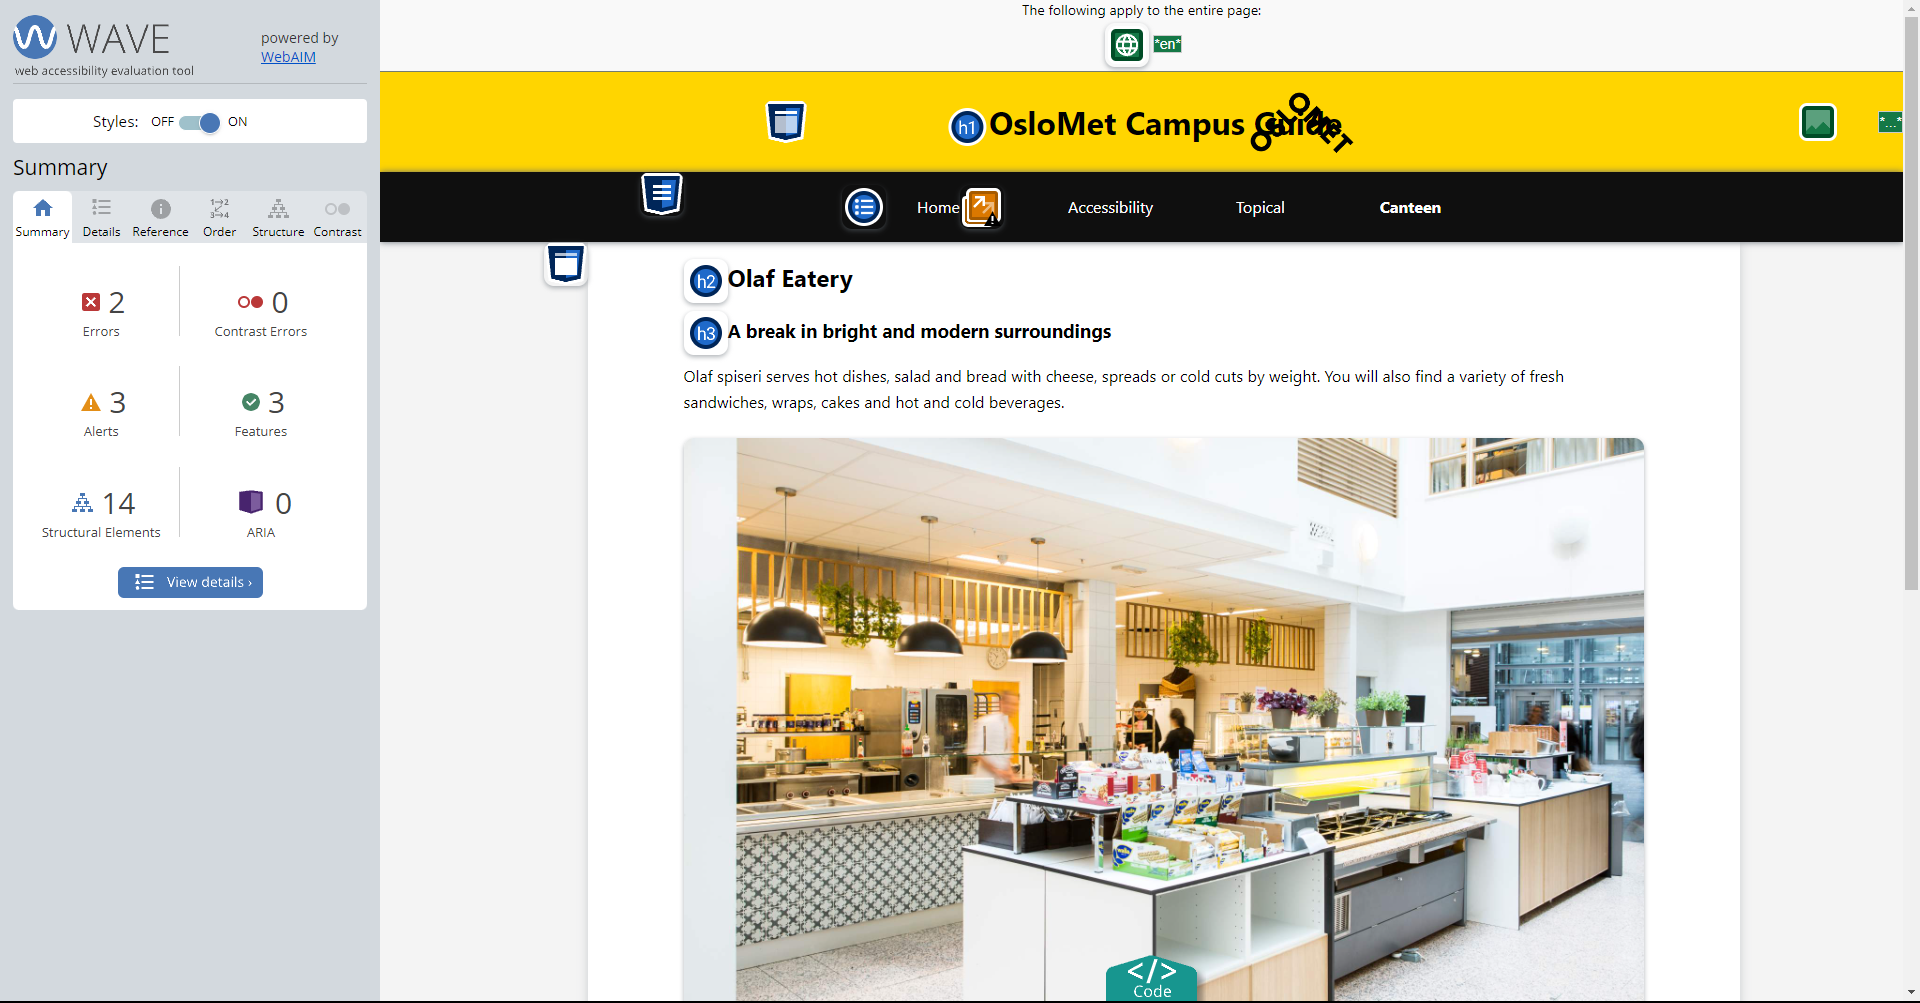 WAVE
powered by
WebAIM
web accessibility evaluation tool
Styles: OFF ON
Summary
Summary Details Reference Order Structure Contrast
2 0
Errors Contrast Errors
3 3
Alerts Features
14 0
Structural Elements ARIA
View details ›
The following apply to the entire page:
*en*
h1 OsloMet Campus Guide
OSLOMET
*...*
Home Accessibility Topical Canteen
h2 Olaf Eatery
h3 A break in bright and modern surroundings
Olaf spiseri serves hot dishes, salad and bread with cheese, spreads or cold cuts by weight. You will also find a variety of fresh
sandwiches, wraps, cakes and hot and cold beverages.
</> Code